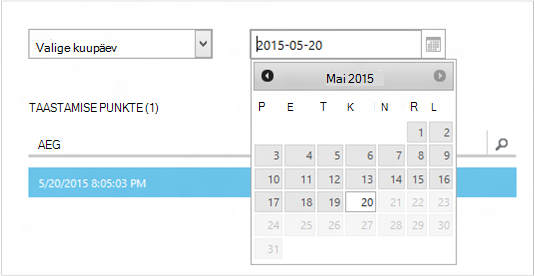 Valige kuupäev
2015-05-20
Mai 2015
P E T K N R L
1 2
TAASTAMISE PUNKTE (1)
AEG
3 4 5 6 7 8 9
10 11 12 13 14 15 16
5/20/2015 8:05:03 PM
17 18 19 20 21 22 23
24 25 26 27 28 29 30
31